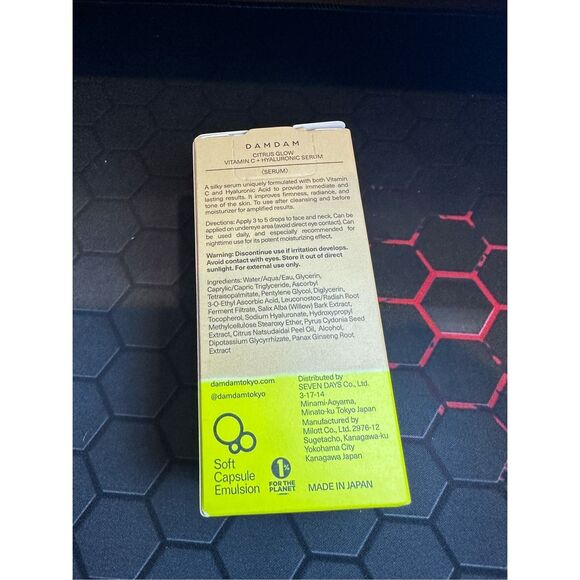 DAMDAM
CITRUS GLOW
VITAMIN C + HYALURONIC SERUM
(SERUM)
A silky serum uniquely formulated with both Vitamin
C and Hyaluronic Acid to provide immediate and
lasting results. It improves firmness, radiance, and
tone of the skin. To use after cleansing and before
moisturizer for amplified results.
Directions: Apply 3 to 5 drops to face and neck. Can be
applied on undereye area (avoid direct eye contact). Can
be used daily, and especially recommended for
nighttime use for its potent moisturizing effect.
Warning: Discontinue use if irritation develops.
Avoid contact with eyes. Store it out of direct
sunlight. For external use only.
Ingredients: Water/Aqua/Eau, Glycerin,
Caprylic/Capric Triglyceride, Ascorbyl
Tetraisopalmitate, Pentylene Glycol, Diglycerin,
3-O-Ethyl Ascorbic Acid, Leuconostoc/Radish Root
Ferment Filtrate, Salix Alba (Willow) Bark Extract,
Tocopherol, Sodium Hyaluronate, Hydroxypropyl
Methylcellulose Stearoxy Ether, Pyrus Cydonia Seed
Extract, Citrus Natsudaidai Peel Oil, Alcohol,
Dipotassium Glycyrrhizate, Panax Ginseng Root
Extract
damdamtokyo.com
@damdamtokyo
Distributed by
SEVEN DAYS Co., Ltd.
3-17-14
Minami-Aoyama,
Minato-ku Tokyo Japan
Manufactured by
Milott Co., Ltd. 2976-12
Sugetacho, Kanagawa-ku
Yokohama City
Kanagawa Japan
Soft
Capsule
Emulsion
1%
FOR THE
PLANET
MADE IN JAPAN